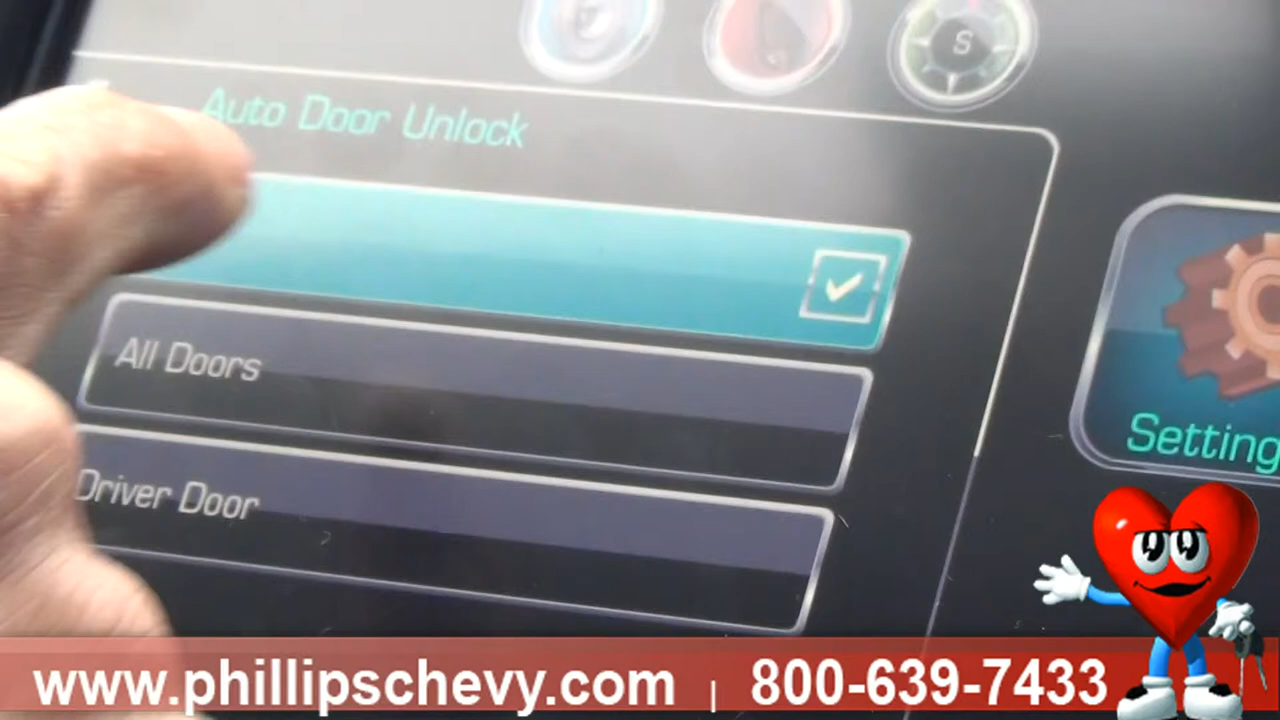 S
Auto Door Unlock
All Doors
Driver Door
Setting
www.phillipschevy.com | 800-639-7433